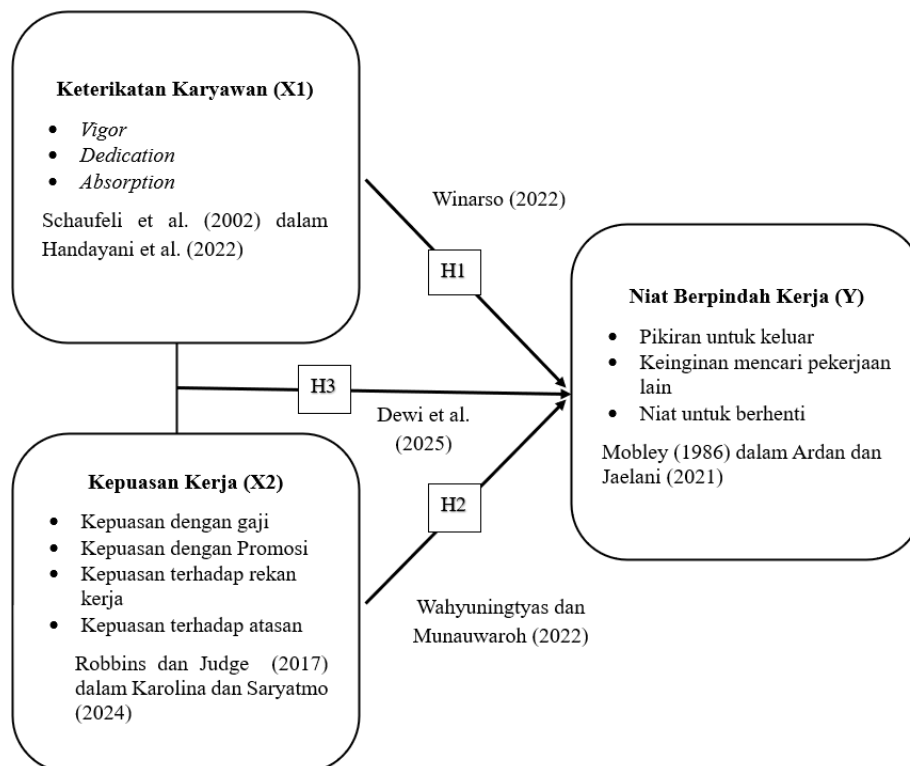 Keterikatan Karyawan (X1)
• Vigor
• Dedication
• Absorption
Schaufeli et al. (2002) dalam
Handayani et al. (2022)
Winarso (2022)
H1
Niat Berpindah Kerja (Y)
• Pikiran untuk keluar
• Keinginan mencari pekerjaan
lain
• Niat untuk berhenti
Mobley (1986) dalam Ardan dan
Jaelani (2021)
H3
Dewi et al.
(2025)
Kepuasan Kerja (X2)
• Kepuasan dengan gaji
• Kepuasan dengan Promosi
• Kepuasan terhadap rekan
kerja
• Kepuasan terhadap atasan
Robbins dan Judge (2017)
dalam Karolina dan Saryatmo
(2024)
H2
Wahyuningtyas dan
Munauwaroh (2022)